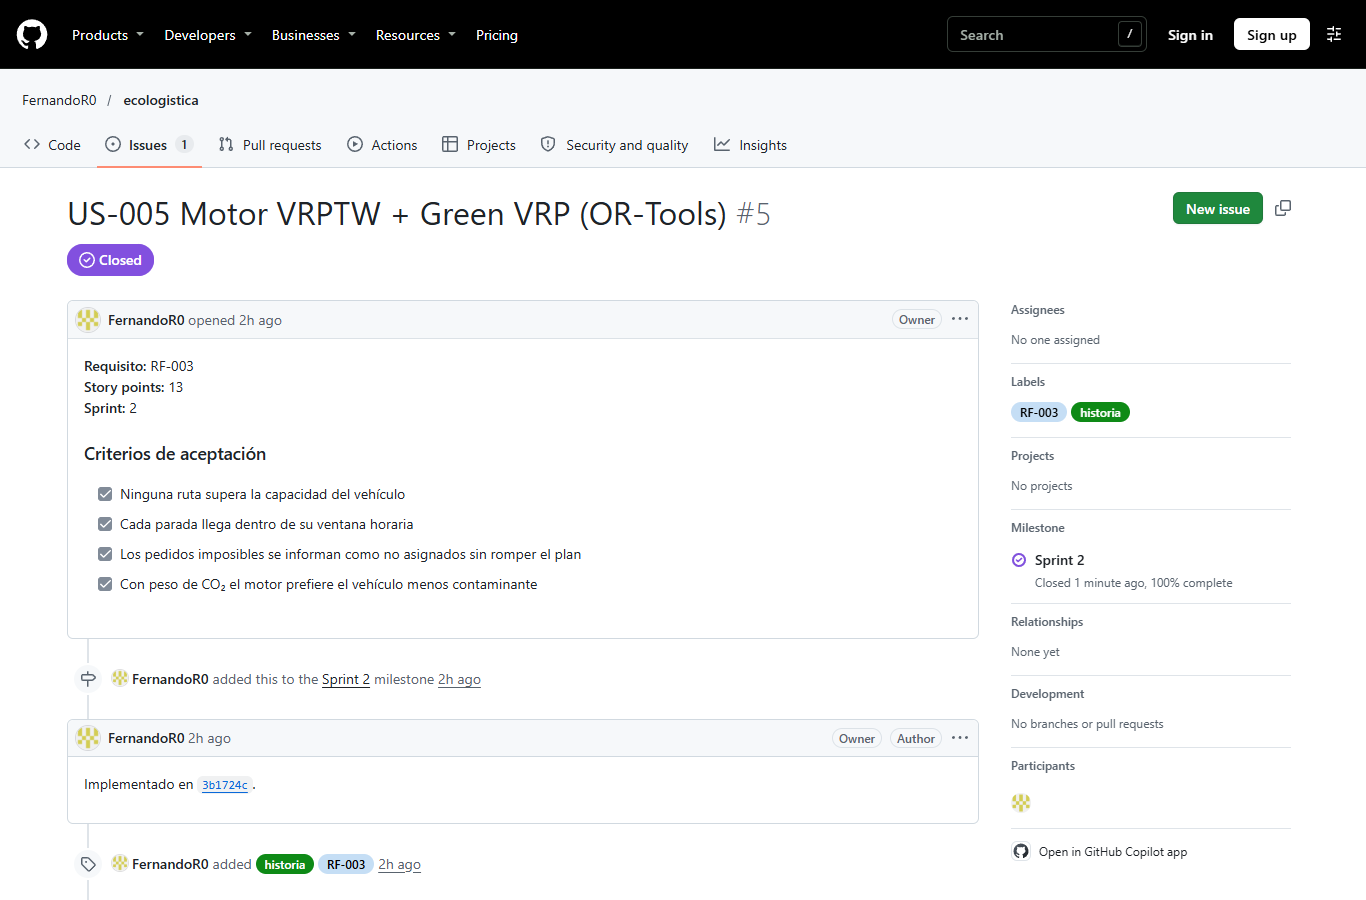 Products Developers Businesses Resources Pricing Search / Sign in Sign up
FernandoR0 / ecologistica
Code Issues 1 Pull requests Actions Projects Security and quality Insights
US-005 Motor VRPTW + Green VRP (OR-Tools) #5
New issue
Closed
FernandoR0 opened 2h ago Owner ...
Requisito: RF-003
Story points: 13
Sprint: 2
Criterios de aceptación
Ninguna ruta supera la capacidad del vehículo
Cada parada llega dentro de su ventana horaria
Los pedidos imposibles se informan como no asignados sin romper el plan
Con peso de CO₂ el motor prefiere el vehículo menos contaminante
FernandoR0 added this to the Sprint 2 milestone 2h ago
FernandoR0 2h ago Owner Author ...
Implementado en 3b1724c .
FernandoR0 added historia RF-003 2h ago
Assignees
No one assigned
Labels
RF-003 historia
Projects
No projects
Milestone
Sprint 2
Closed 1 minute ago, 100% complete
Relationships
None yet
Development
No branches or pull requests
Participants
Open in GitHub Copilot app